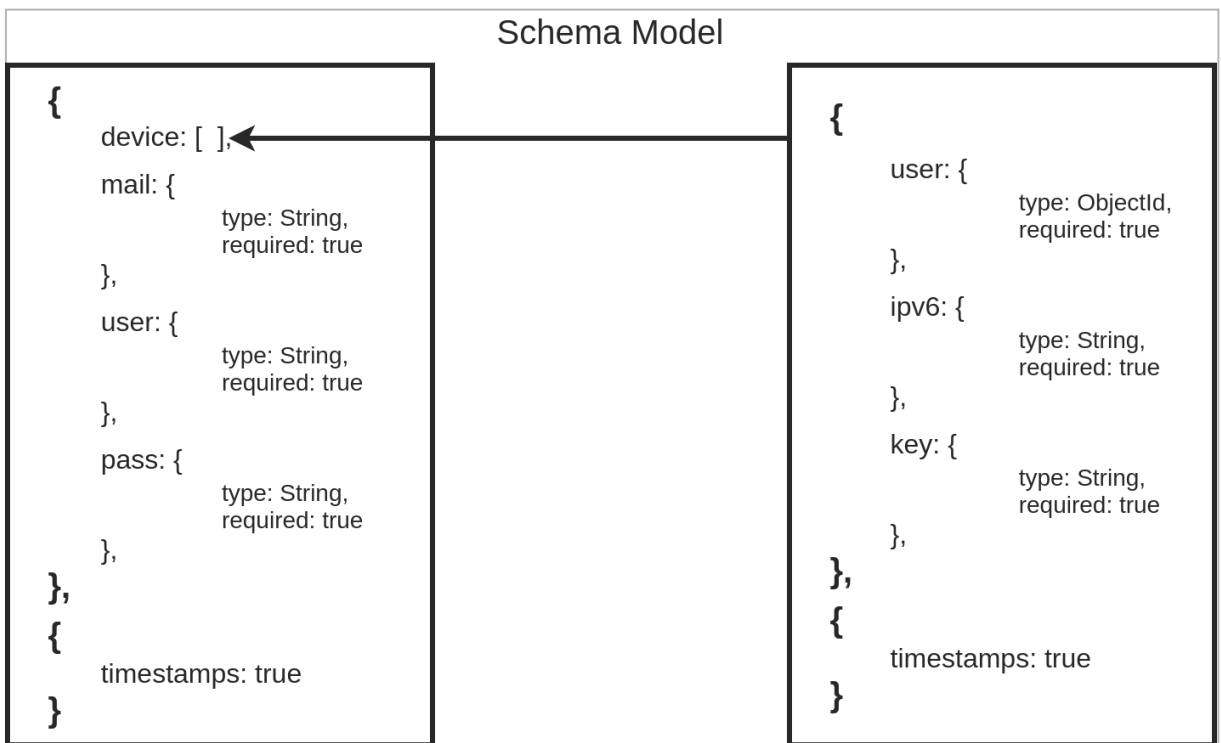 Schema Model
{
device: [ ],
mail: {
type: String,
required: true
},
user: {
type: String,
required: true
},
pass: {
type: String,
required: true
},
},
{
timestamps: true
}
{
user: {
type: ObjectId,
required: true
},
ipv6: {
type: String,
required: true
},
key: {
type: String,
required: true
},
},
{
timestamps: true
}